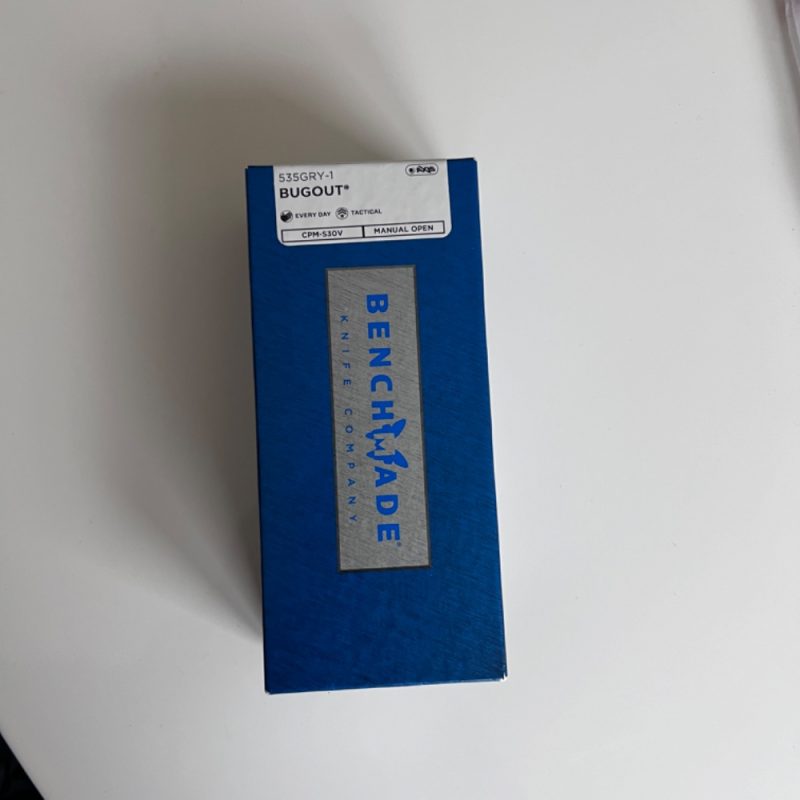 535GRY-1
BUGOUT®
EVERY DAY TACTICAL
CPM-S30V MANUAL OPEN
BENCHMADE®
KNIFE COMPANY